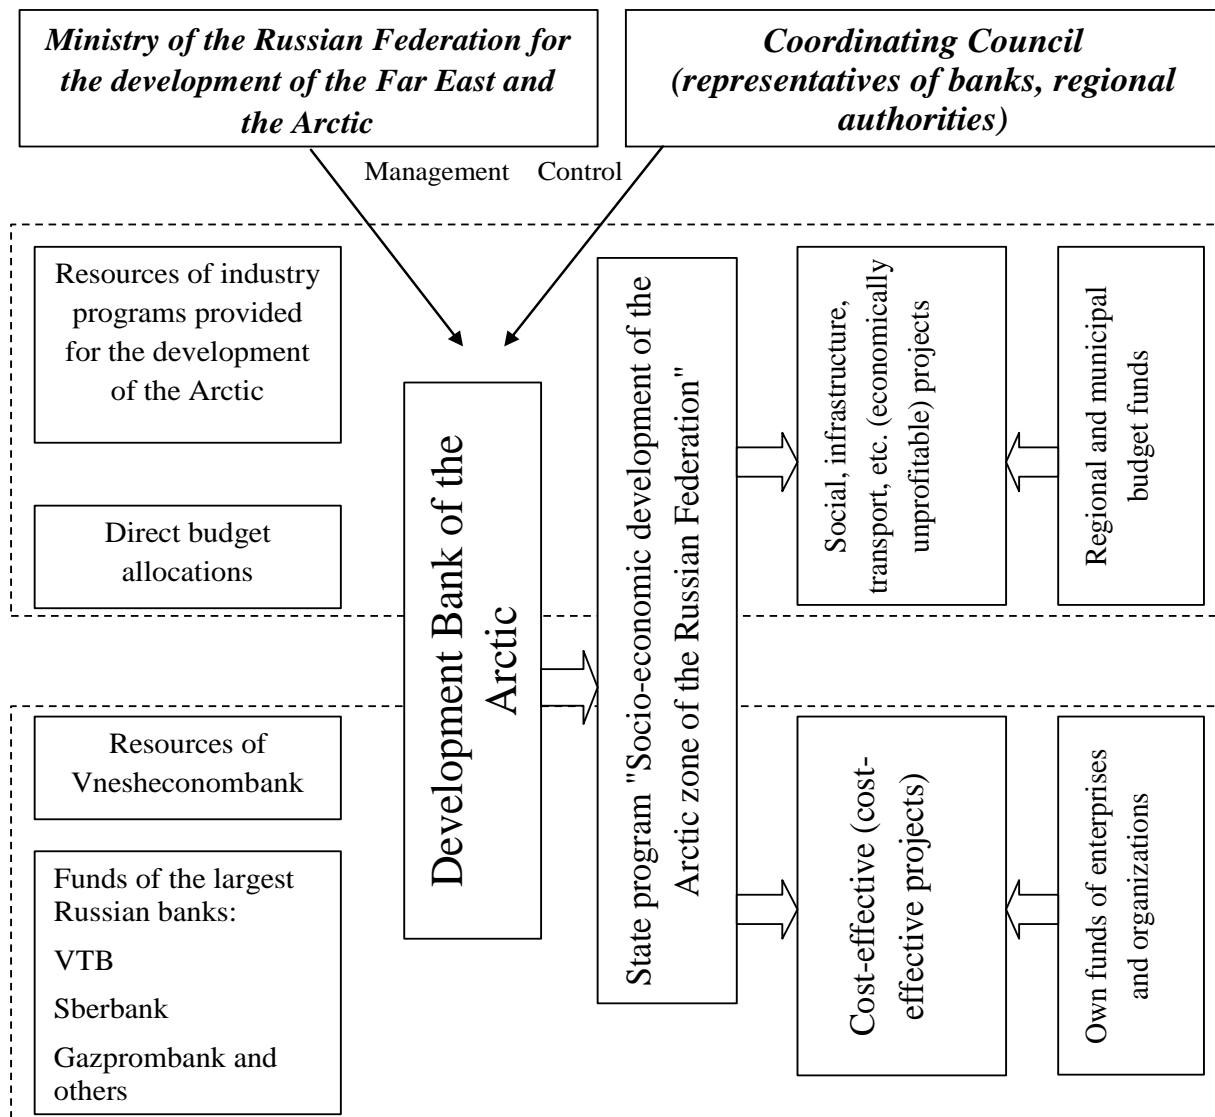 Ministry of the Russian Federation for
the development of the Far East and
the Arctic
Coordinating Council
(representatives of banks, regional
authorities)
Management
Control
Resources of industry
programs provided
for the development
of the Arctic
Direct budget
allocations
Resources of
Vnesheconombank
Funds of the largest
Russian banks:
VTB
Sberbank
Gazprombank and
others
Development Bank of the
Arctic
State program "Socio-economic development of the
Arctic zone of the Russian Federation"
Social, infrastructure,
transport, etc. (economically
unprofitable) projects
Regional and municipal
budget funds
Cost-effective (cost-
effective projects)
Own funds of enterprises
and organizations